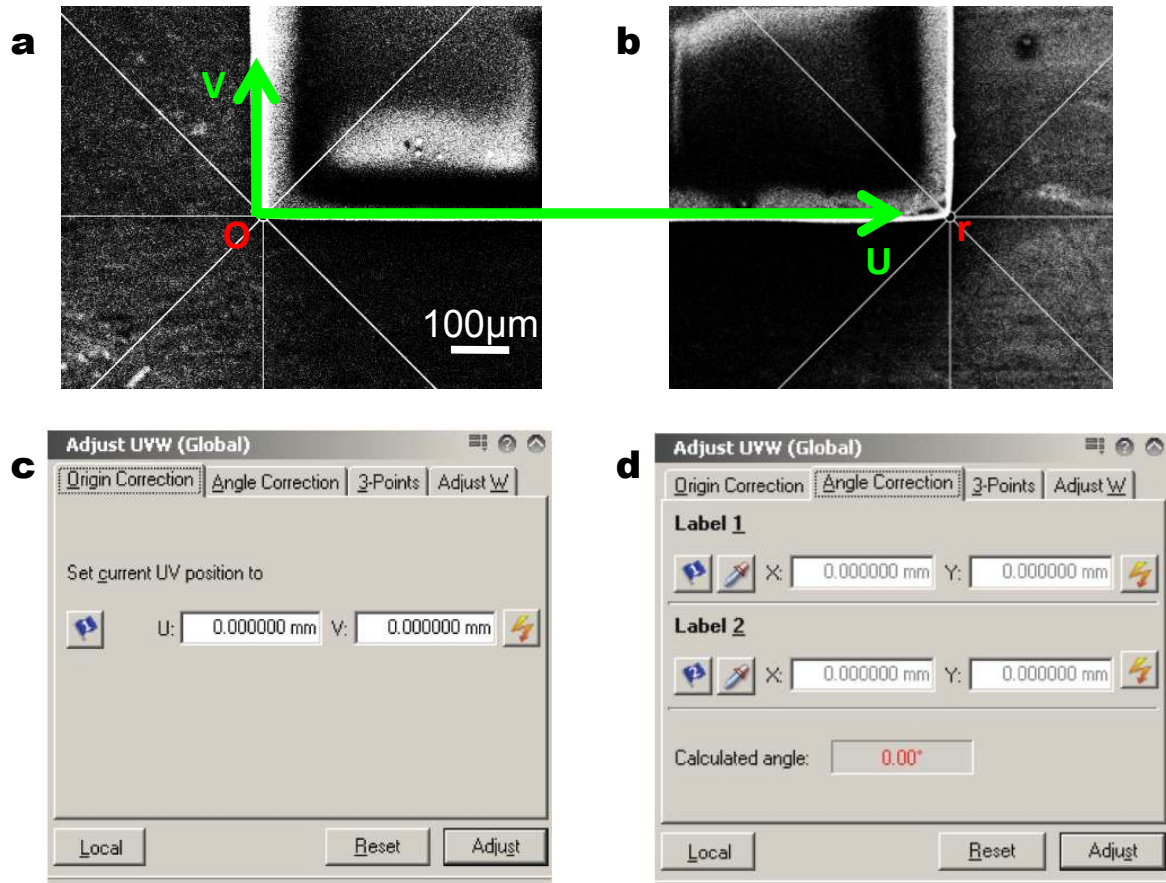 a
V
O
100µm
b
U
r
c
Adjust UVW (Global)
Origin Correction Angle Correction 3-Points Adjust W
Set current UV position to
1 U: 0.000000 mm V: 0.000000 mm
Local Reset Adjust
d
Adjust UVW (Global)
Origin Correction Angle Correction 3-Points Adjust W
Label 1
1 X: 0.000000 mm Y: 0.000000 mm
Label 2
2 X: 0.000000 mm Y: 0.000000 mm
Calculated angle: 0.00°
Local Reset Adjust